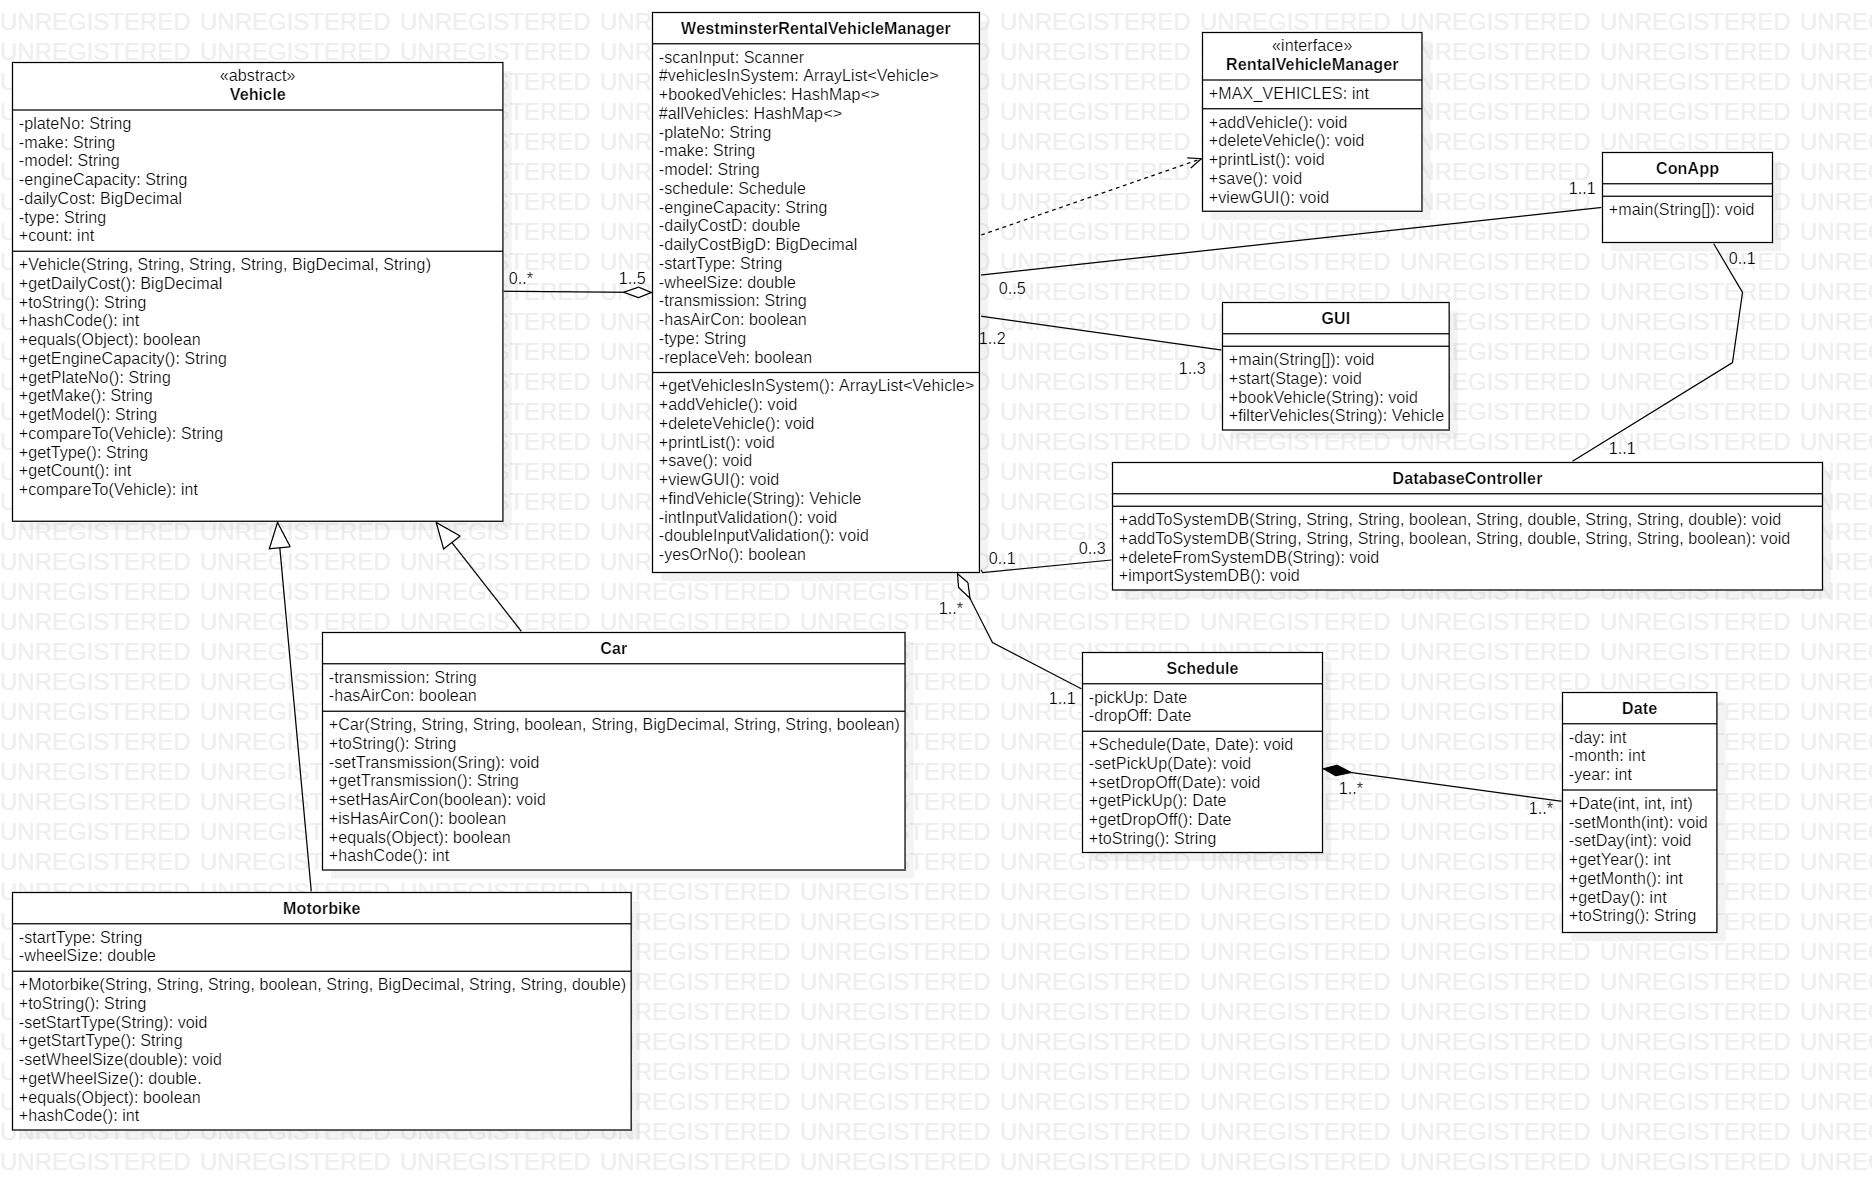 «abstract»
Vehicle
-plateNo: String
-make: String
-model: String
-engineCapacity: String
-dailyCost: BigDecimal
-type: String
+count: int
+Vehicle(String, String, String, String, BigDecimal, String)
+getDailyCost(): BigDecimal
+toString(): String
+hashCode(): int
+equals(Object): boolean
+getEngineCapacity(): String
+getPlateNo(): String
+getMake(): String
+getModel(): String
+compareTo(Vehicle): String
+getType(): String
+getCount(): int
+compareTo(Vehicle): int
0..*
1..5
WestminsterRentalVehicleManager
-scanInput: Scanner
#vehiclesInSystem: ArrayList<Vehicle>
+bookedVehicles: HashMap<>
#allVehicles: HashMap<>
-plateNo: String
-make: String
-model: String
-schedule: Schedule
-engineCapacity: String
-dailyCostD: double
-dailyCostBigD: BigDecimal
-startType: String
-wheelSize: double
-transmission: String
-hasAirCon: boolean
-type: String
-replaceVeh: boolean
+getVehiclesInSystem(): ArrayList<Vehicle>
+addVehicle(): void
+deleteVehicle(): void
+printList(): void
+save(): void
+viewGUI(): void
+findVehicle(String): Vehicle
-intInputValidation(): void
-doubleInputValidation(): void
-yesOrNo(): boolean
«interface»
RentalVehicleManager
+MAX_VEHICLES: int
+addVehicle(): void
+deleteVehicle(): void
+printList(): void
+save(): void
+viewGUI(): void
1..1
0..5
ConApp
+main(String[]): void
0..1
1..1
1..2
1..3
GUI
+main(String[]): void
+start(Stage): void
+bookVehicle(String): void
+filterVehicles(String): Vehicle
DatabaseController
+addToSystemDB(String, String, String, boolean, String, double, String, String, double): void
+addToSystemDB(String, String, String, boolean, String, double, String, String, boolean): void
+deleteFromSystemDB(String): void
+importSystemDB(): void
0..1
0..3
1..*
1..1
Car
-transmission: String
-hasAirCon: boolean
+Car(String, String, String, boolean, String, BigDecimal, String, String, boolean)
+toString(): String
-setTransmission(Sring): void
+getTransmission(): String
+setHasAirCon(boolean): void
+isHasAirCon(): boolean
+equals(Object): boolean
+hashCode(): int
Schedule
-pickUp: Date
-dropOff: Date
+Schedule(Date, Date): void
-setPickUp(Date): void
+setDropOff(Date): void
+getPickUp(): Date
+getDropOff(): Date
+toString(): String
1..*
1..*
Date
-day: int
-month: int
-year: int
+Date(int, int, int)
-setMonth(int): void
-setDay(int): void
+getYear(): int
+getMonth(): int
+getDay(): int
+toString(): String
Motorbike
-startType: String
-wheelSize: double
+Motorbike(String, String, String, boolean, String, BigDecimal, String, String, double)
+toString(): String
-setStartType(String): void
+getStartType(): String
-setWheelSize(double): void
+getWheelSize(): double.
+equals(Object): boolean
+hashCode(): int
UNREGISTERED